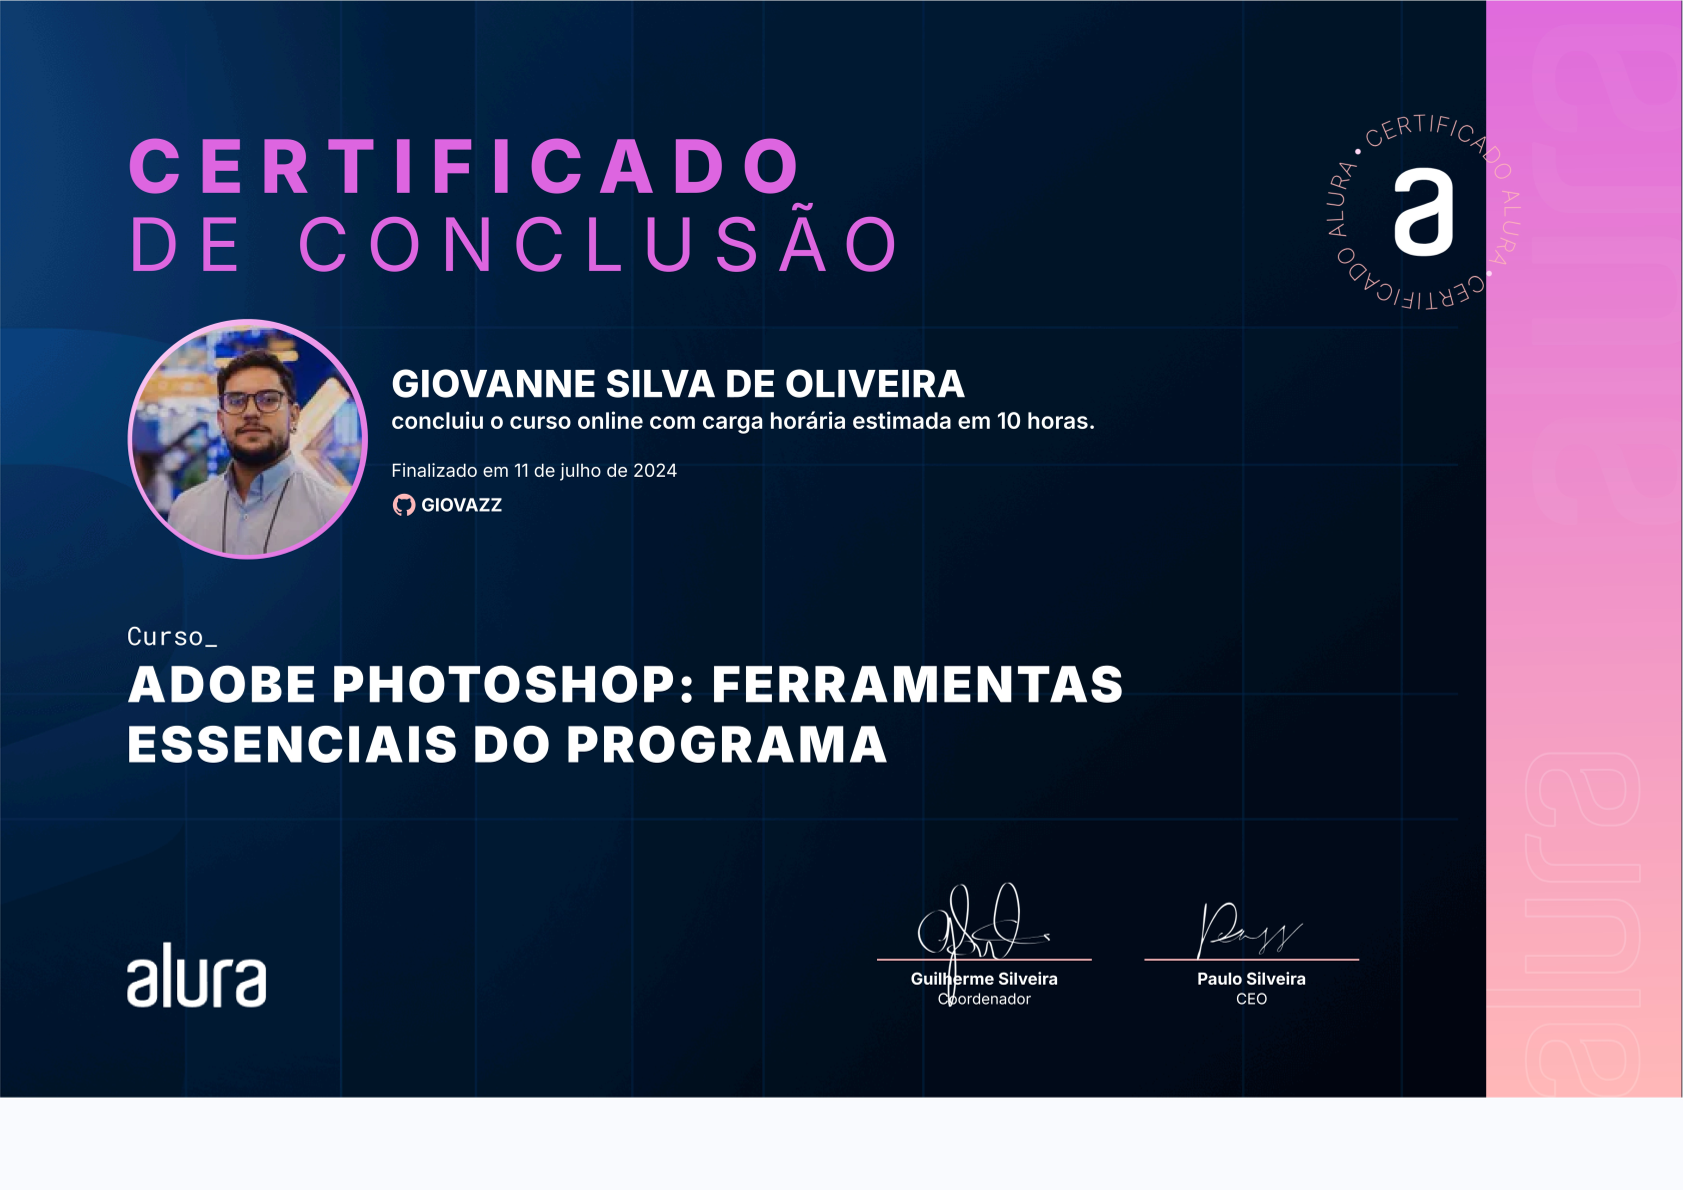 CERTIFICADO
DE CONCLUSÃO
CERTIFICADO ALURA • CERTIFICADO ALURA •
a
GIOVANNE SILVA DE OLIVEIRA
concluiu o curso online com carga horária estimada em 10 horas.
Finalizado em 11 de julho de 2024
GIOVAZZ
Curso_
ADOBE PHOTOSHOP: FERRAMENTAS
ESSENCIAIS DO PROGRAMA
alura
Guilherme Silveira
Coordenador
Paulo Silveira
CEO
alura
alura